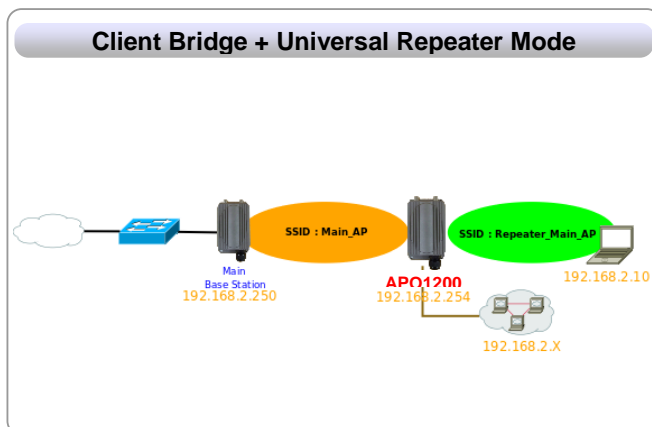 Client Bridge + Universal Repeater Mode
SSID : Main_AP
SSID : Repeater_Main_AP
Main
Base Station
192.168.2.250
APO1200
192.168.2.254
192.168.2.10
192.168.2.X